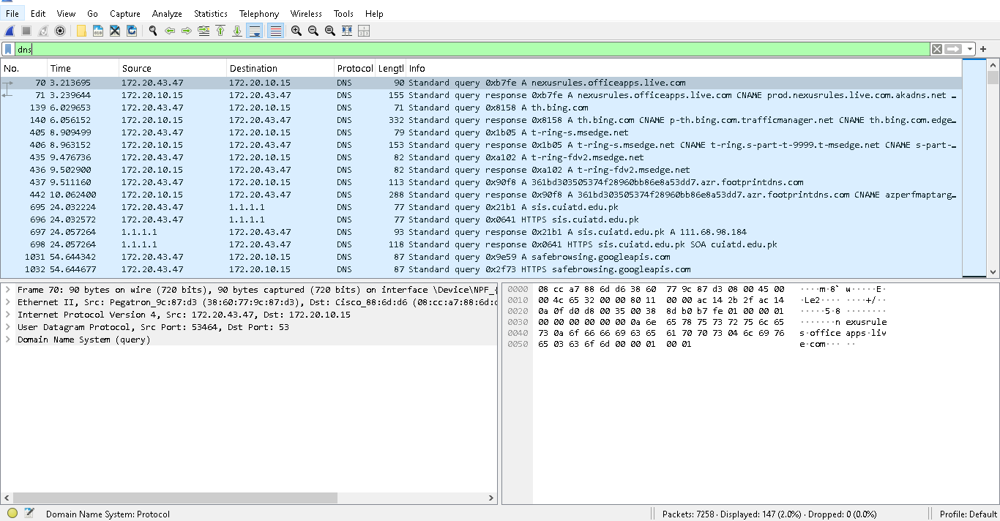 File Edit View Go Capture Analyze Statistics Telephony Wireless Tools Help
dns
No. Time Source Destination Protocol Lengtl Info
70 3.213695 172.20.43.47 172.20.10.15 DNS 90 Standard query 0xb7fe A nexusrules.officeapps.live.com
71 3.239644 172.20.10.15 172.20.43.47 DNS 155 Standard query response 0xb7fe A nexusrules.officeapps.live.com CNAME prod.nexusrules.live.com.akadns.net …
139 6.029653 172.20.43.47 172.20.10.15 DNS 71 Standard query 0x8158 A th.bing.com
140 6.056152 172.20.10.15 172.20.43.47 DNS 332 Standard query response 0x8158 A th.bing.com CNAME p-th.bing.com.trafficmanager.net CNAME th.bing.com.edge…
405 8.909499 172.20.43.47 172.20.10.15 DNS 79 Standard query 0x1b05 A t-ring-s.msedge.net
406 8.963152 172.20.10.15 172.20.43.47 DNS 153 Standard query response 0x1b05 A t-ring-s.msedge.net CNAME t-ring.s-part-t-9999.t-msedge.net CNAME s-part-…
435 9.476736 172.20.43.47 172.20.10.15 DNS 82 Standard query 0xa102 A t-ring-fdv2.msedge.net
436 9.502900 172.20.10.15 172.20.43.47 DNS 82 Standard query response 0xa102 A t-ring-fdv2.msedge.net
437 9.511160 172.20.43.47 172.20.10.15 DNS 113 Standard query 0x90f8 A 361bd303505374f28960bb86e8a53dd7.azr.footprintdns.com
442 10.062400 172.20.10.15 172.20.43.47 DNS 288 Standard query response 0x90f8 A 361bd303505374f28960bb86e8a53dd7.azr.footprintdns.com CNAME azperfmaptarg…
695 24.032224 172.20.43.47 1.1.1.1 DNS 77 Standard query 0x21b1 A sis.cuiatd.edu.pk
696 24.032572 172.20.43.47 1.1.1.1 DNS 77 Standard query 0x0641 HTTPS sis.cuiatd.edu.pk
697 24.057264 1.1.1.1 172.20.43.47 DNS 93 Standard query response 0x21b1 A sis.cuiatd.edu.pk A 111.68.98.184
698 24.057264 1.1.1.1 172.20.43.47 DNS 118 Standard query response 0x0641 HTTPS sis.cuiatd.edu.pk SOA cuiatd.edu.pk
1031 54.644342 172.20.43.47 172.20.10.15 DNS 87 Standard query 0x9e59 A safebrowsing.googleapis.com
1032 54.644677 172.20.43.47 172.20.10.15 DNS 87 Standard query 0x2f73 HTTPS safebrowsing.googleapis.com
Frame 70: 90 bytes on wire (720 bits), 90 bytes captured (720 bits) on interface \Device\NPF_{
Ethernet II, Src: Pegatron_9c:87:d3 (38:60:77:9c:87:d3), Dst: Cisco_88:6d:d6 (08:cc:a7:88:6d:d
Internet Protocol Version 4, Src: 172.20.43.47, Dst: 172.20.10.15
User Datagram Protocol, Src Port: 53464, Dst Port: 53
Domain Name System (query)
0000 08 cc a7 88 6d d6 38 60 77 9c 87 d3 08 00 45 00 ····m·8` w·····E·
0010 00 4c 65 32 00 00 80 11 00 00 ac 14 2b 2f ac 14 ·Le2···· ····+/··
0020 0a 0f d0 d8 00 35 00 38 8d b0 b7 fe 01 00 00 01 ·····5·8 ········
0030 00 00 00 00 00 00 0a 6e 65 78 75 73 72 75 6c 65 ·······n exusrule
0040 73 0a 6f 66 66 69 63 65 61 70 70 73 04 6c 69 76 s·office apps·liv
0050 65 03 63 6f 6d 00 00 01 00 01 e·com··· ··
Domain Name System: Protocol
Packets: 7258 · Displayed: 147 (2.0%) · Dropped: 0 (0.0%)
Profile: Default